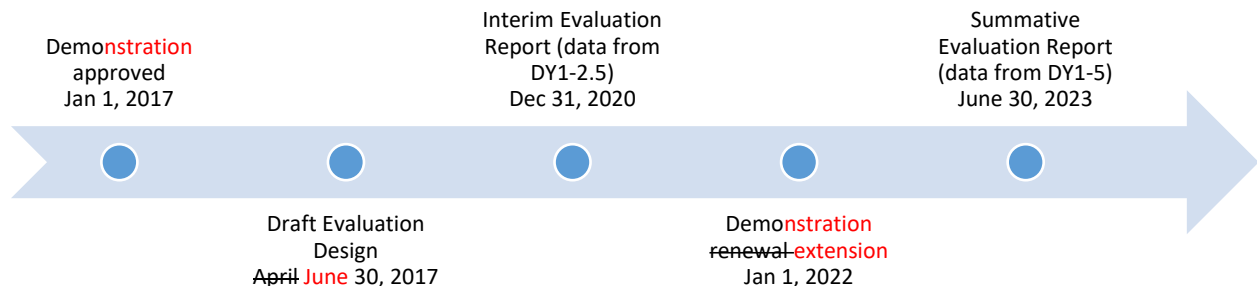 Demonstration
approved
Jan 1, 2017
Draft Evaluation
Design
April June 30, 2017
Interim Evaluation
Report (data from
DY1-2.5)
Dec 31, 2020
Demonstration
renewal extension
Jan 1, 2022
Summative
Evaluation Report
(data from DY1-5)
June 30, 2023